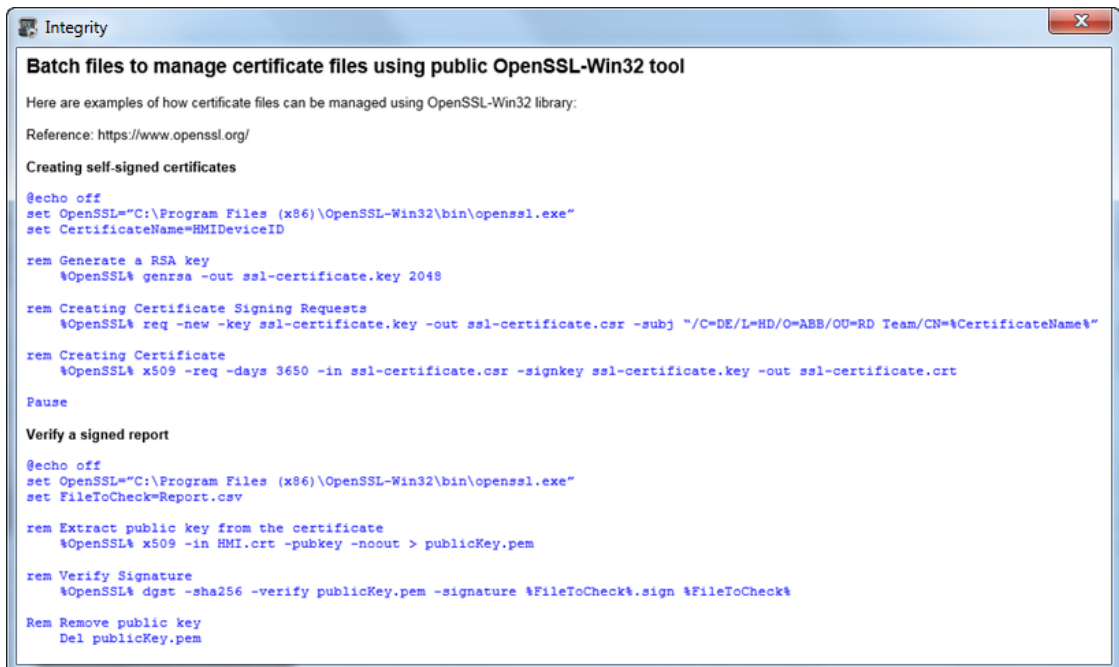 Integrity
Batch files to manage certificate files using public OpenSSL-Win32 tool
Here are examples of how certificate files can be managed using OpenSSL-Win32 library:
Reference: https://www.openssl.org/
Creating self-signed certificates
@echo off
set OpenSSL=”C:\Program Files (x86)\OpenSSL-Win32\bin\openssl.exe”
set CertificateName=HMIDeviceID
rem Generate a RSA key
%OpenSSL% genrsa -out ssl-certificate.key 2048
rem Creating Certificate Signing Requests
%OpenSSL% req -new -key ssl-certificate.key -out ssl-certificate.csr -subj “/C=DE/L=HD/O=ABB/OU=RD Team/CN=%CertificateName%”
rem Creating Certificate
%OpenSSL% x509 -req -days 3650 -in ssl-certificate.csr -signkey ssl-certificate.key -out ssl-certificate.crt
Pause
Verify a signed report
@echo off
set OpenSSL=”C:\Program Files (x86)\OpenSSL-Win32\bin\openssl.exe”
set FileToCheck=Report.csv
rem Extract public key from the certificate
%OpenSSL% x509 -in HMI.crt -pubkey -noout > publicKey.pem
rem Verify Signature
%OpenSSL% dgst -sha256 -verify publicKey.pem -signature %FileToCheck%.sign %FileToCheck%
Rem Remove public key
Del publicKey.pem